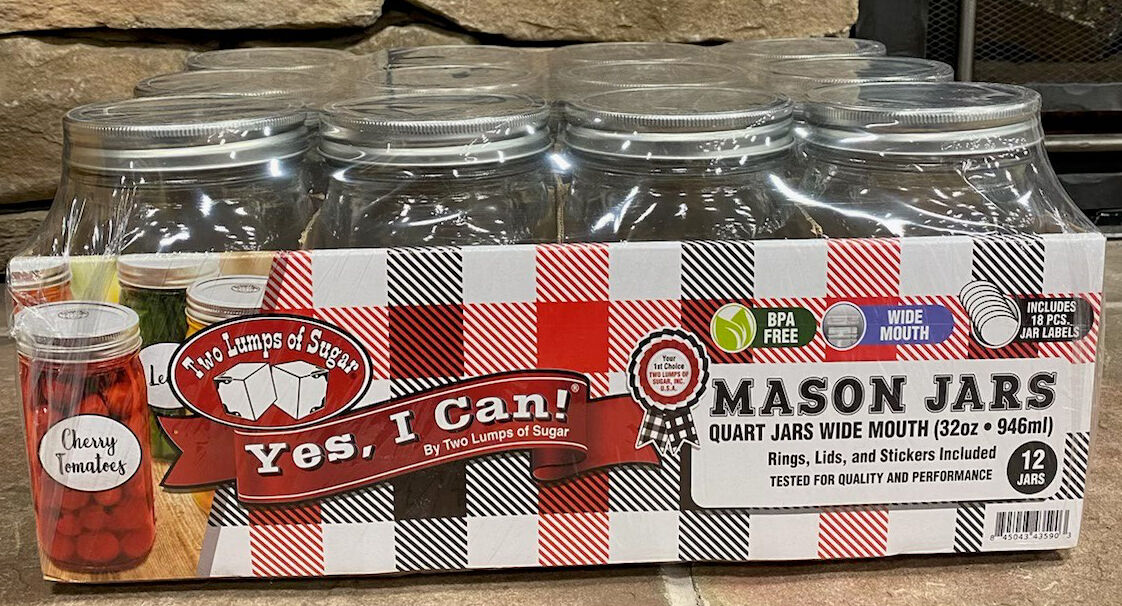 Two Lumps of Sugar
Yes, I Can!®
By Two Lumps of Sugar
Cherry
Tomatoes
Le
Your
1st Choice
TWO LUMPS OF
SUGAR, INC.
U.S.A.
BPA
FREE
WIDE
MOUTH
INCLUDES
18 PCS.
JAR LABELS
MASON JARS
QUART JARS WIDE MOUTH (32oz • 946ml)
Rings, Lids, and Stickers Included
TESTED FOR QUALITY AND PERFORMANCE
12
JARS
8 45043 43590 3